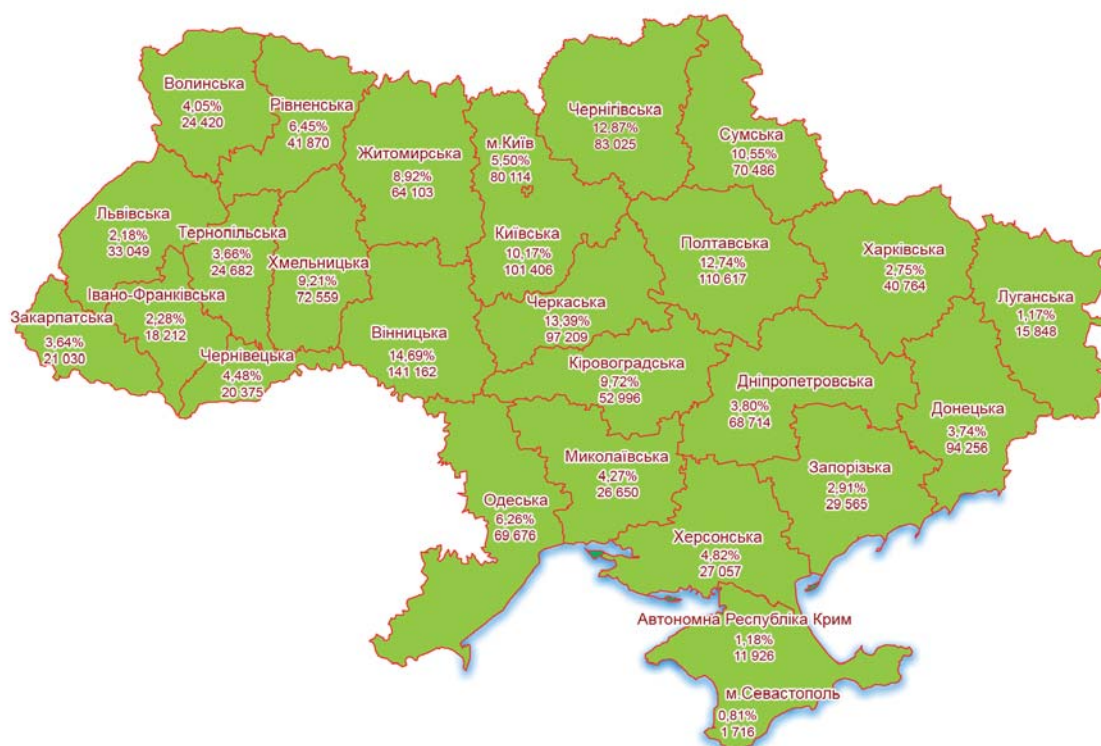 Волинська
4,05%
24 420
Рівненська
6,45%
41 870
Житомирська
8,92%
64 103
м.Київ
5,50%
80 114
Чернігівська
12,87%
83 025
Сумська
10,55%
70 486
Львівська
2,18%
33 049
Тернопільська
3,66%
24 682
Хмельницька
9,21%
72 559
Київська
10,17%
101 406
Полтавська
12,74%
110 617
Харківська
2,75%
40 764
Луганська
1,17%
15 848
Закарпатська
3,64%
21 030
Івано-Франківська
2,28%
18 212
Чернівецька
4,48%
20 375
Вінницька
14,69%
141 162
Черкаська
13,39%
97 209
Кіровоградська
9,72%
52 996
Дніпропетровська
3,80%
68 714
Донецька
3,74%
94 256
Одеська
6,26%
69 676
Миколаївська
4,27%
26 650
Запорізька
2,91%
29 565
Херсонська
4,82%
27 057
Автономна Республіка Крим
1,18%
11 926
м.Севастополь
0,81%
1 716